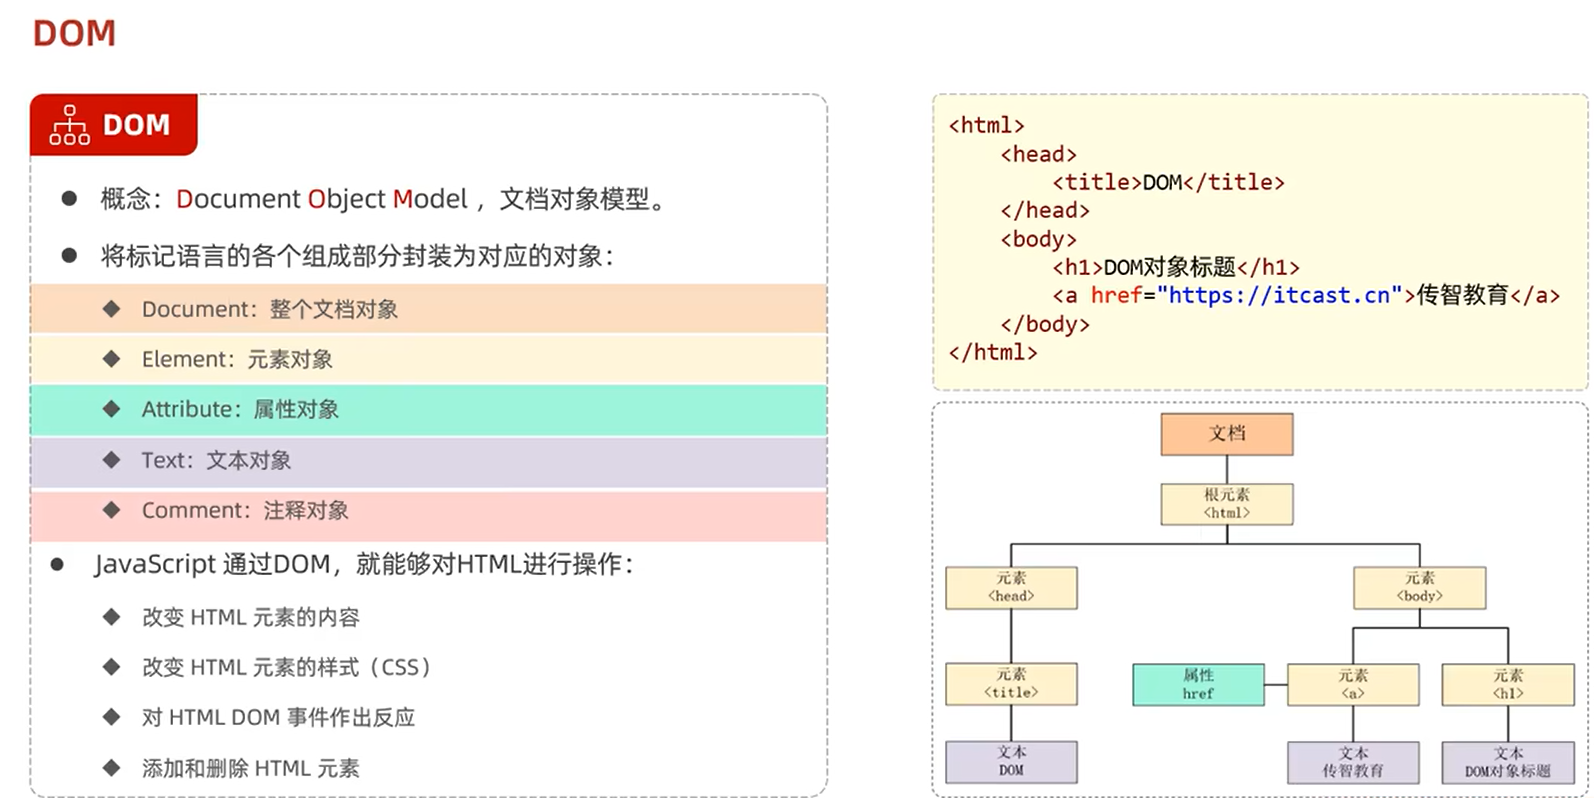 DOM
DOM
概念：Document Object Model ，文档对象模型。
将标记语言的各个组成部分封装为对应的对象：
Document：整个文档对象
Element：元素对象
Attribute：属性对象
Text：文本对象
Comment：注释对象
JavaScript 通过DOM，就能够对HTML进行操作：
改变 HTML 元素的内容
改变 HTML 元素的样式（CSS）
对 HTML DOM 事件作出反应
添加和删除 HTML 元素
<html>
    <head>
        <title>DOM</title>
    </head>
    <body>
        <h1>DOM对象标题</h1>
        <a href="https://itcast.cn">传智教育</a>
    </body>
</html>
文档
根元素
<html>
元素
<head>
元素
<body>
元素
<title>
属性
href
元素
<a>
元素
<h1>
文本
DOM
文本
传智教育
文本
DOM对象标题